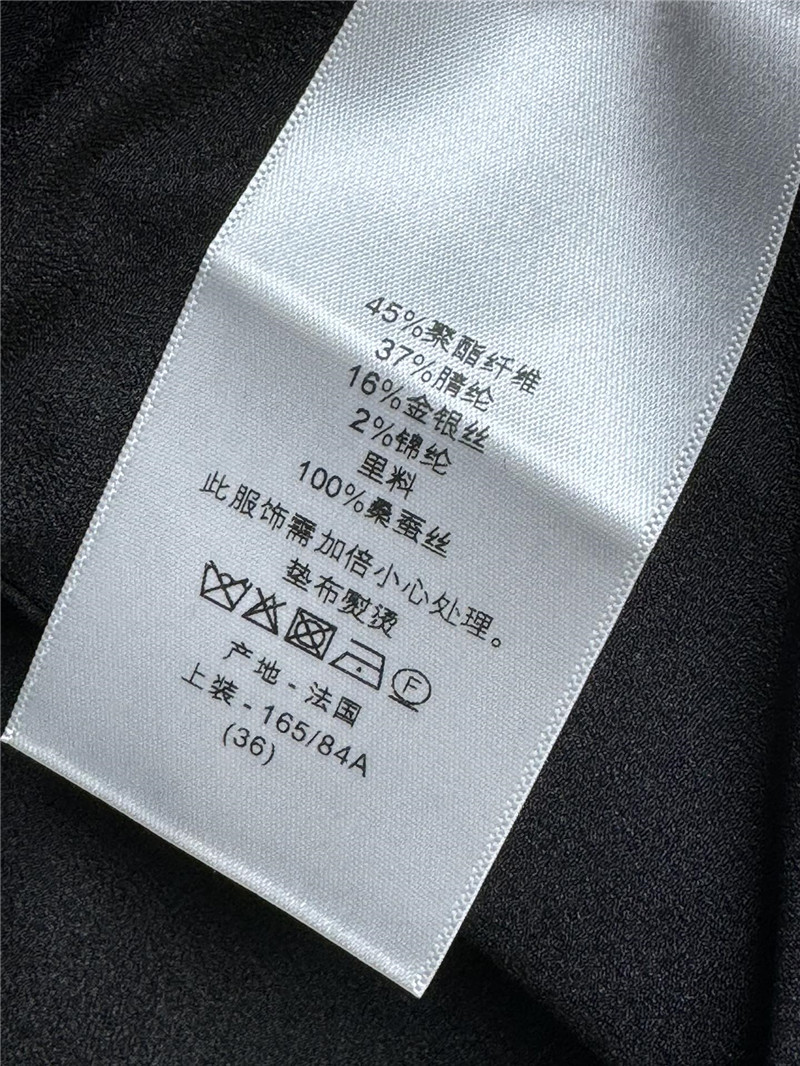 45%聚酯纤维
37%腈纶
16%金银丝
2%锦纶
里料
100%桑蚕丝
此服饰需加倍小心处理。
垫布熨烫
F
产地-法国
上装-165/84A
(36)